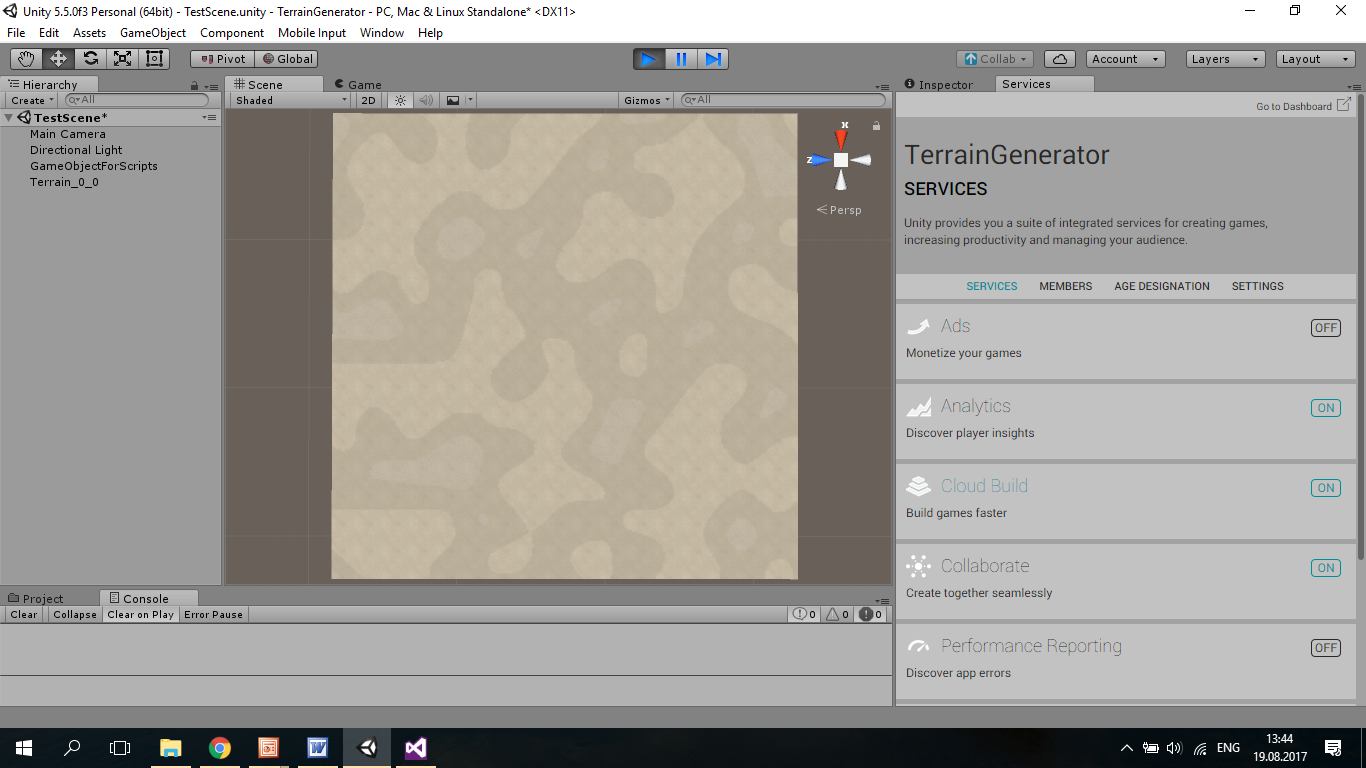 Unity 5.5.0f3 Personal (64bit) - TestScene.unity - TerrainGenerator - PC, Mac & Linux Standalone* <DX11>
File Edit Assets GameObject Component Mobile Input Window Help
Pivot Global Collab Account Layers Layout
Hierarchy
Create All
TestScene*
Main Camera
Directional Light
GameObjectForScripts
Terrain_0_0
Scene Game
Shaded 2D Gizmos All
x
z
Persp
Inspector Services
Go to Dashboard
TerrainGenerator
SERVICES
Unity provides you a suite of integrated services for creating games,
increasing productivity and managing your audience.
SERVICES MEMBERS AGE DESIGNATION SETTINGS
Ads OFF
Monetize your games
Analytics ON
Discover player insights
Cloud Build ON
Build games faster
Collaborate ON
Create together seamlessly
Performance Reporting OFF
Discover app errors
Project Console
Clear Collapse Clear on Play Error Pause 0 0 0
ENG
13:44
19.08.2017